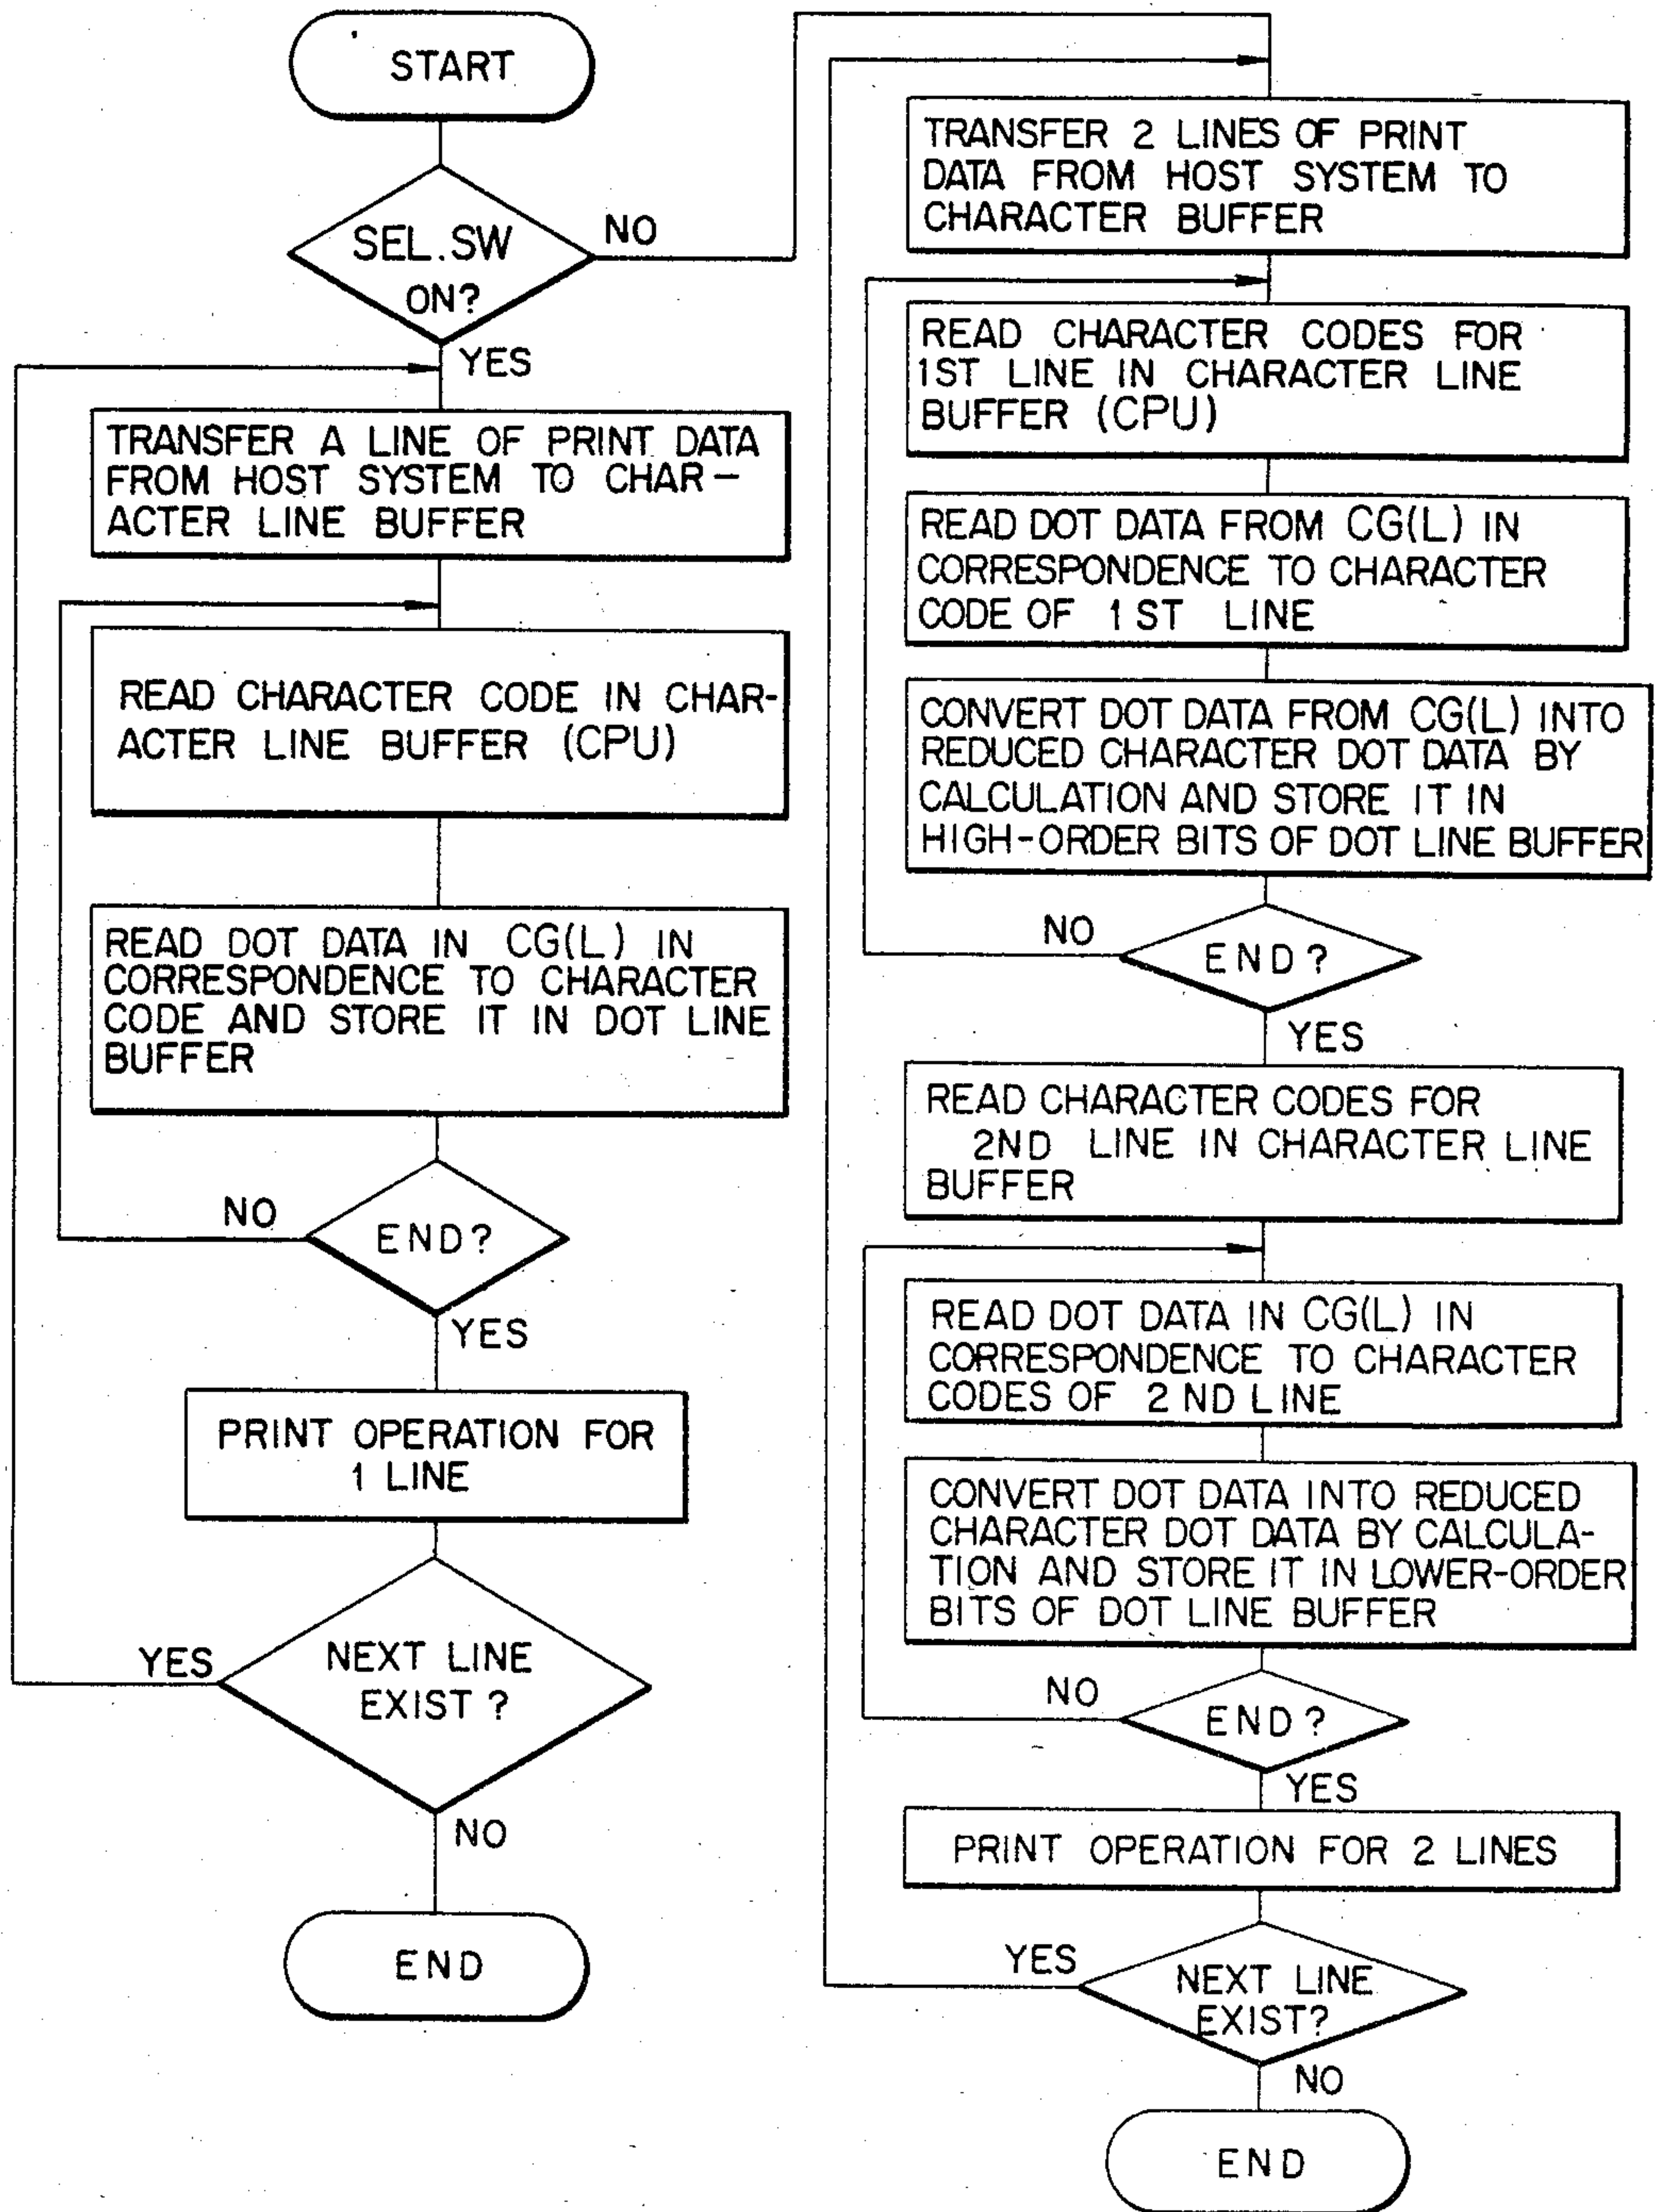 START
SEL.SW
ON?
NO
YES
TRANSFER A LINE OF PRINT DATA
FROM HOST SYSTEM TO CHAR-
ACTER LINE BUFFER
READ CHARACTER CODE IN CHAR-
ACTER LINE BUFFER (CPU)
READ DOT DATA IN CG(L) IN
CORRESPONDENCE TO CHARACTER
CODE AND STORE IT IN DOT LINE
BUFFER
NO
END?
YES
PRINT OPERATION FOR
1 LINE
YES
NEXT LINE
EXIST?
NO
END
TRANSFER 2 LINES OF PRINT
DATA FROM HOST SYSTEM TO
CHARACTER BUFFER
READ CHARACTER CODES FOR
1ST LINE IN CHARACTER LINE
BUFFER (CPU)
READ DOT DATA FROM CG(L) IN
CORRESPONDENCE TO CHARACTER
CODE OF 1ST LINE
CONVERT DOT DATA FROM CG(L) INTO
REDUCED CHARACTER DOT DATA BY
CALCULATION AND STORE IT IN
HIGH-ORDER BITS OF DOT LINE BUFFER
NO
END?
YES
READ CHARACTER CODES FOR
2ND LINE IN CHARACTER LINE
BUFFER
READ DOT DATA IN CG(L) IN
CORRESPONDENCE TO CHARACTER
CODES OF 2ND LINE
CONVERT DOT DATA INTO REDUCED
CHARACTER DOT DATA BY CALCULA-
TION AND STORE IT IN LOWER-ORDER
BITS OF DOT LINE BUFFER
NO
END?
YES
PRINT OPERATION FOR 2 LINES
YES
NEXT LINE
EXIST?
NO
END